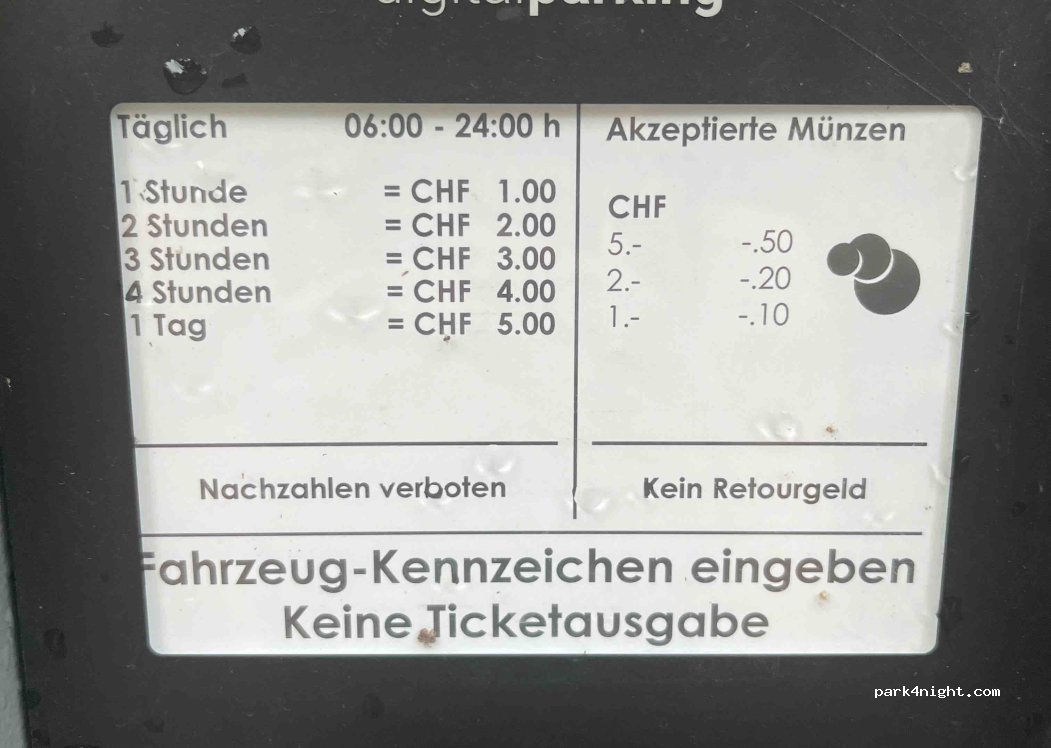 digitalparking
Täglich 06:00 - 24:00 h
1 Stunde = CHF 1.00
2 Stunden = CHF 2.00
3 Stunden = CHF 3.00
4 Stunden = CHF 4.00
1 Tag = CHF 5.00
Nachzahlen verboten
Akzeptierte Münzen
CHF
5.- -.50
2.- -.20
1.- -.10
Kein Retourgeld
Fahrzeug-Kennzeichen eingeben
Keine Ticketausgabe
park4night.com